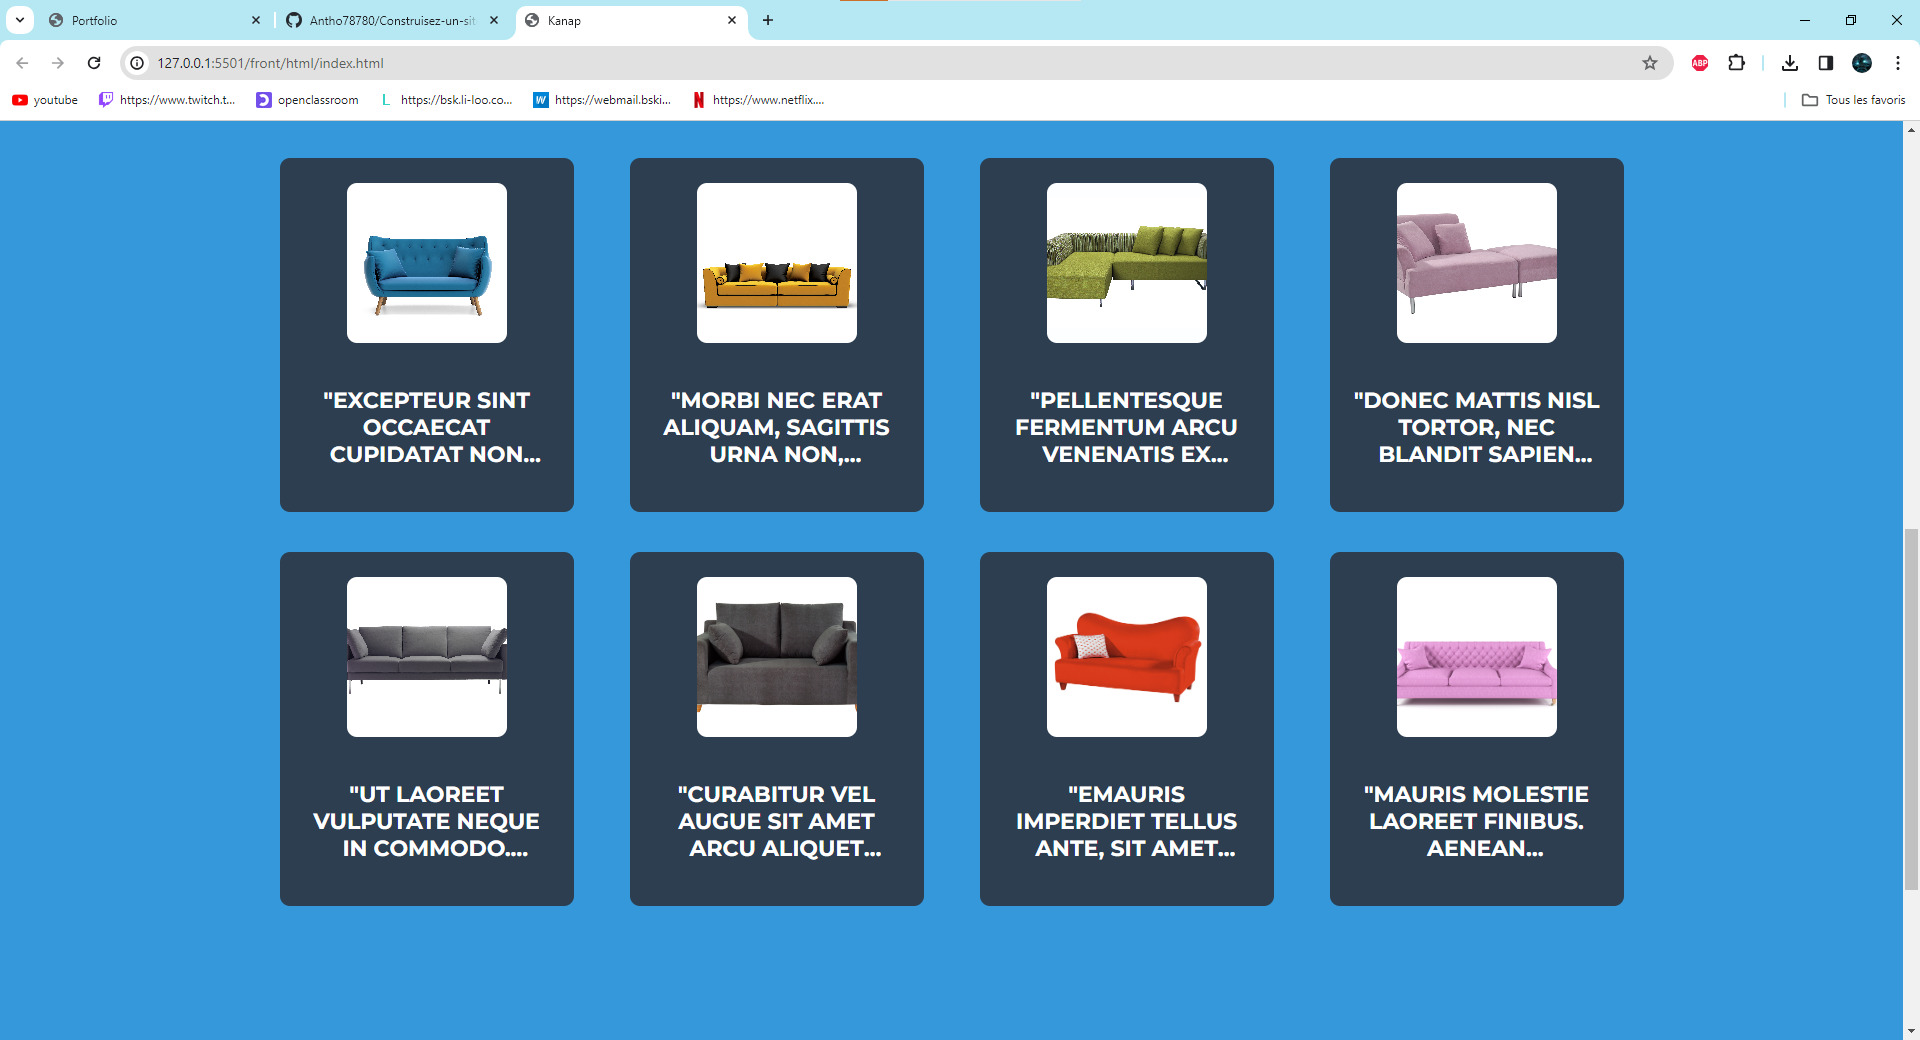 Portfolio
Antho78780/Construisez-un-sit
Kanap
127.0.0.1:5501/front/html/index.html
ABP
youtube
https://www.twitch.t...
openclassroom
L
https://bsk.li-loo.co...
W
https://webmail.bski...
N
https://www.netflix....
Tous les favoris
"EXCEPTEUR SINT
OCCAECAT
CUPIDATAT NON...
"MORBI NEC ERAT
ALIQUAM, SAGITTIS
URNA NON,...
"PELLENTESQUE
FERMENTUM ARCU
VENENATIS EX...
"DONEC MATTIS NISL
TORTOR, NEC
BLANDIT SAPIEN...
"UT LAOREET
VULPUTATE NEQUE
IN COMMODO....
"CURABITUR VEL
AUGUE SIT AMET
ARCU ALIQUET...
"EMAURIS
IMPERDIET TELLUS
ANTE, SIT AMET...
"MAURIS MOLESTIE
LAOREET FINIBUS.
AENEAN...